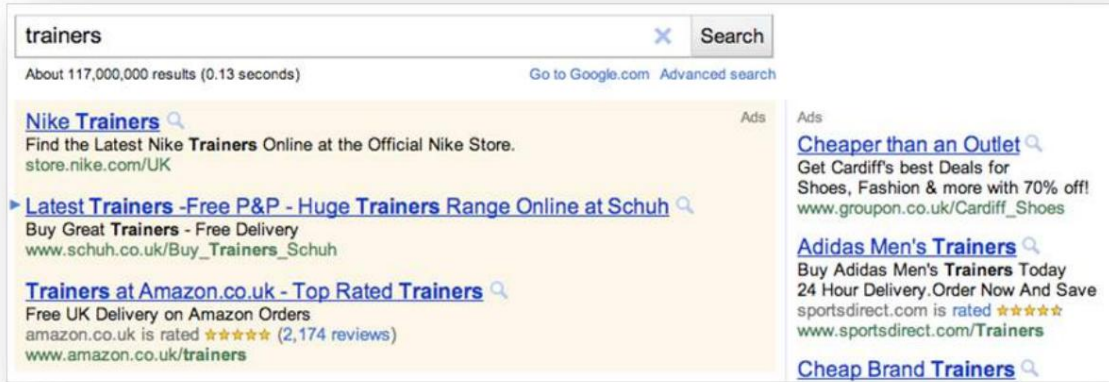 trainers
Search
About 117,000,000 results (0.13 seconds)
Go to Google.com Advanced search
Ads
Nike Trainers
Find the Latest Nike Trainers Online at the Official Nike Store.
store.nike.com/UK
Latest Trainers -Free P&P - Huge Trainers Range Online at Schuh
Buy Great Trainers - Free Delivery
www.schuh.co.uk/Buy_Trainers_Schuh
Trainers at Amazon.co.uk - Top Rated Trainers
Free UK Delivery on Amazon Orders
amazon.co.uk is rated ★★★★★ (2,174 reviews)
www.amazon.co.uk/trainers
Ads
Cheaper than an Outlet
Get Cardiff's best Deals for
Shoes, Fashion & more with 70% off!
www.groupon.co.uk/Cardiff_Shoes
Adidas Men's Trainers
Buy Adidas Men's Trainers Today
24 Hour Delivery.Order Now And Save
sportsdirect.com is rated ★★★★★
www.sportsdirect.com/Trainers
Cheap Brand Trainers